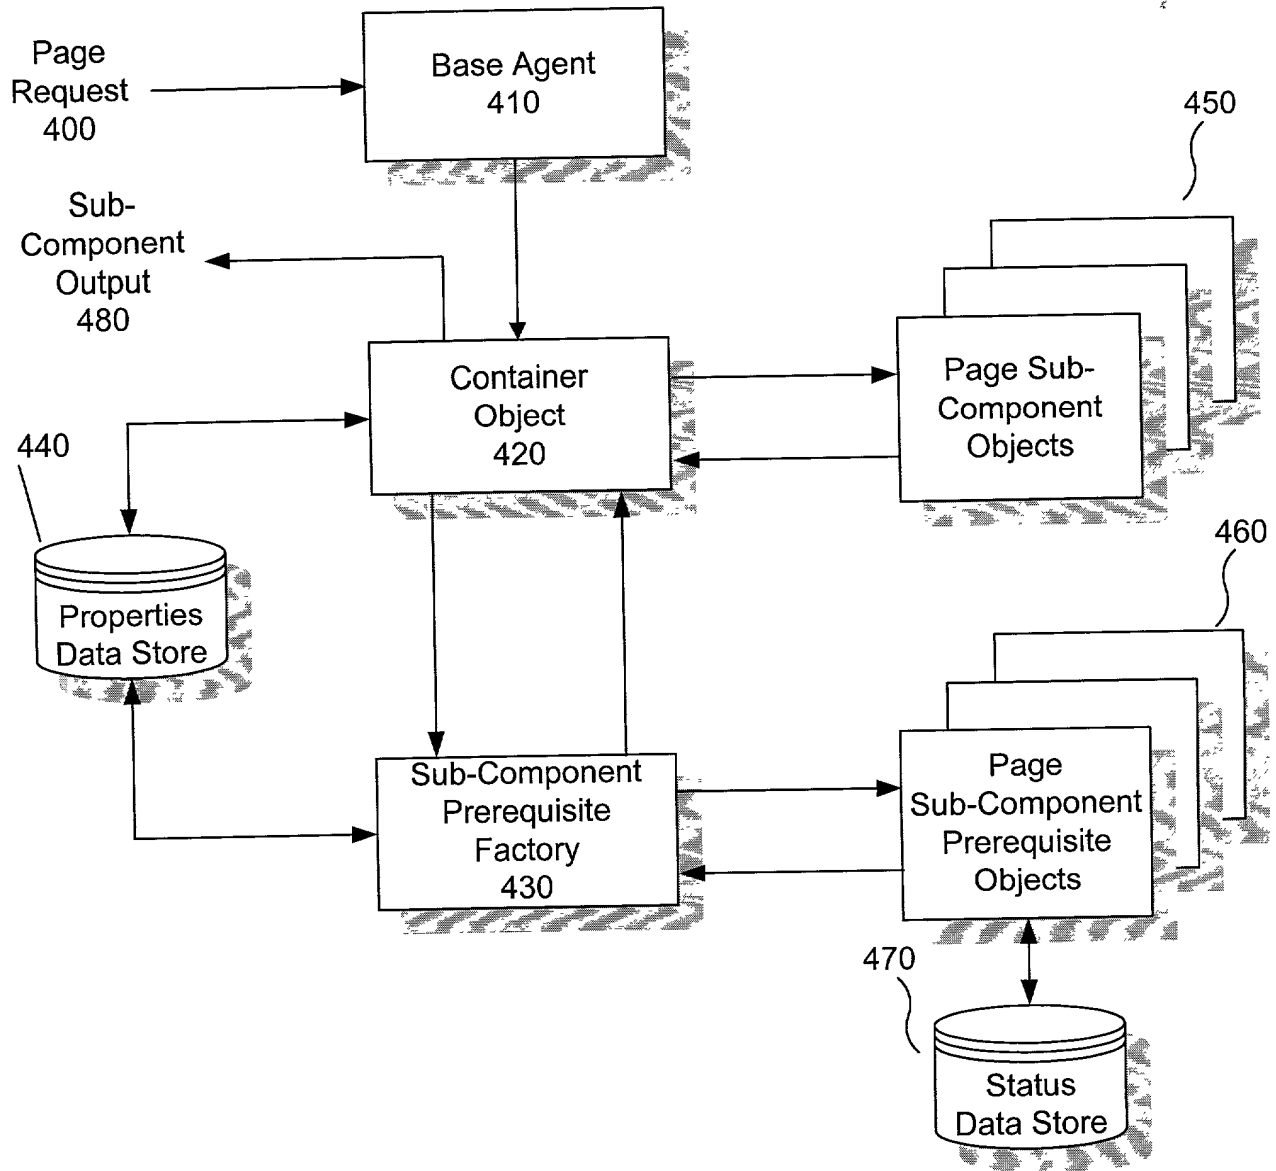 Page
Request
400
Base Agent
410
450
Sub-
Component
Output
480
Container
Object
420
Page Sub-
Component
Objects
440
Properties
Data Store
460
Sub-Component
Prerequisite
Factory
430
Page
Sub-Component
Prerequisite
Objects
470
Status
Data Store